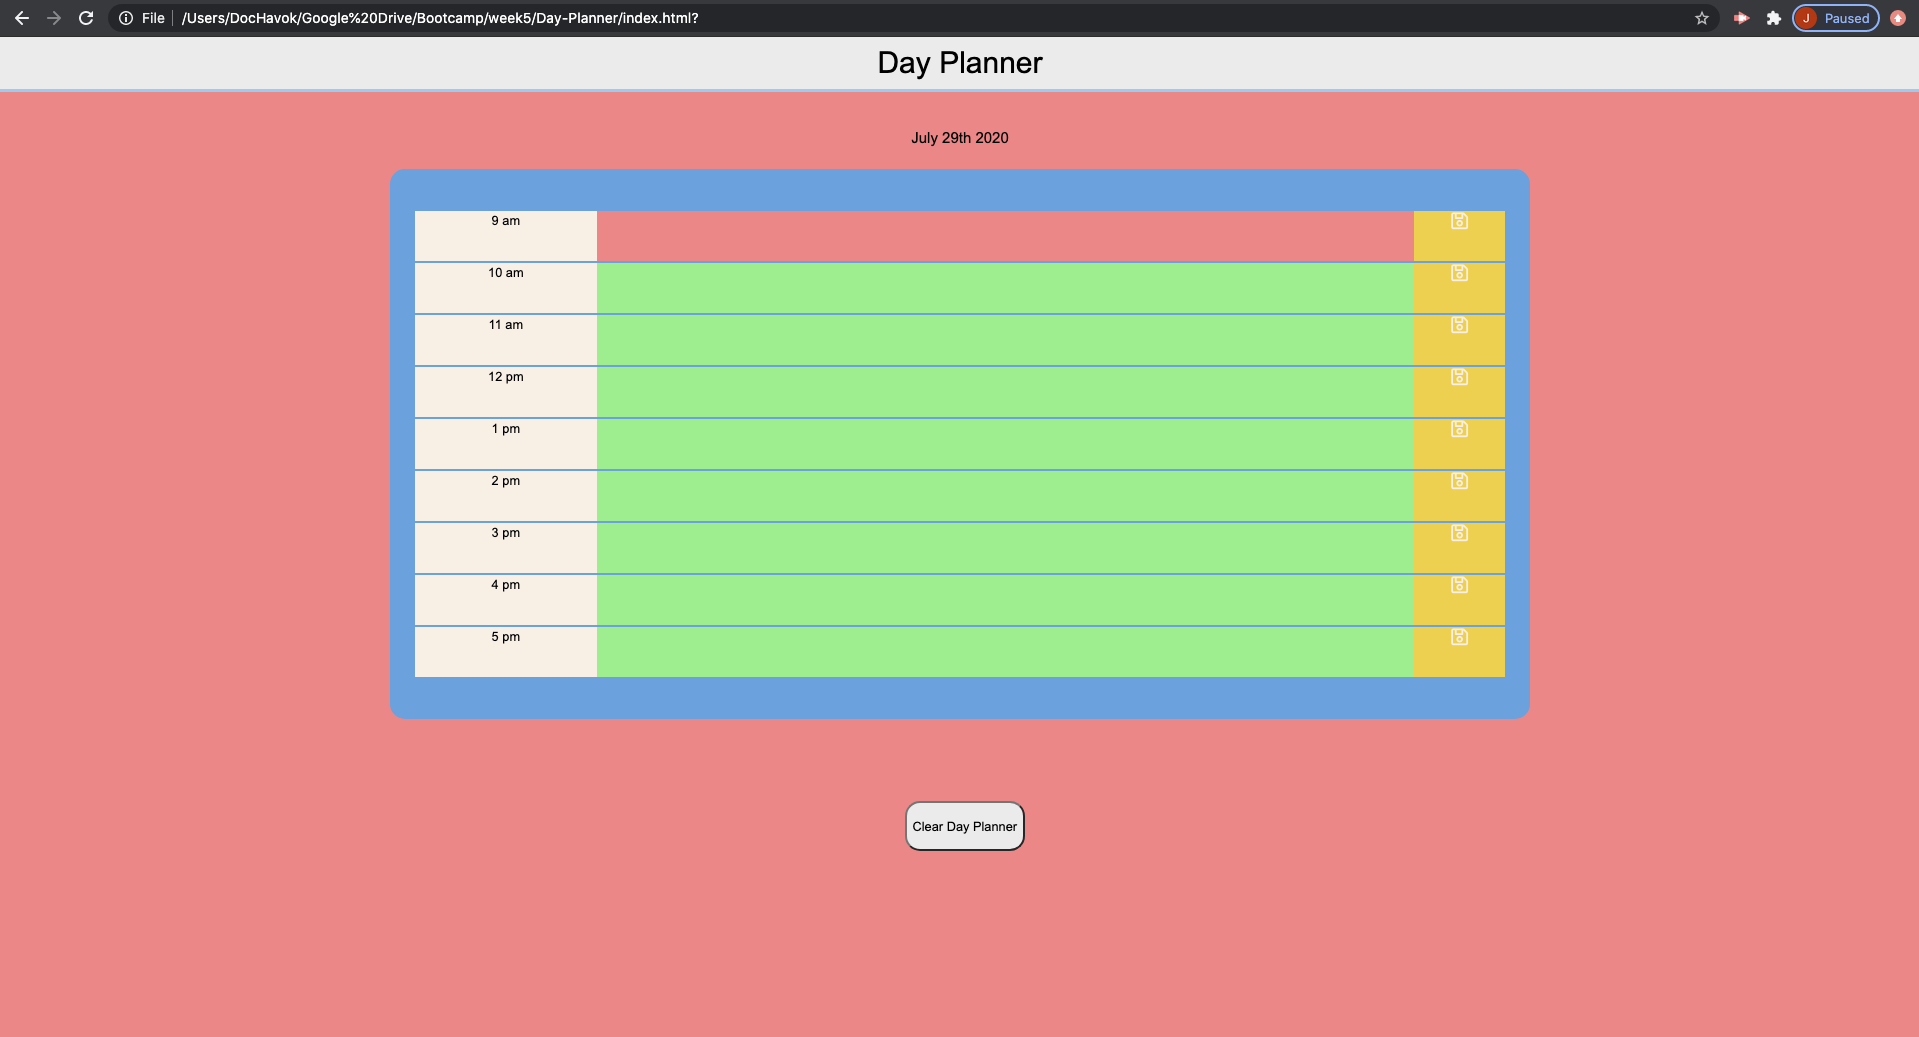 File /Users/DocHavok/Google%20Drive/Bootcamp/week5/Day-Planner/index.html?
J Paused
Day Planner
July 29th 2020
9 am
10 am
11 am
12 pm
1 pm
2 pm
3 pm
4 pm
5 pm
Clear Day Planner